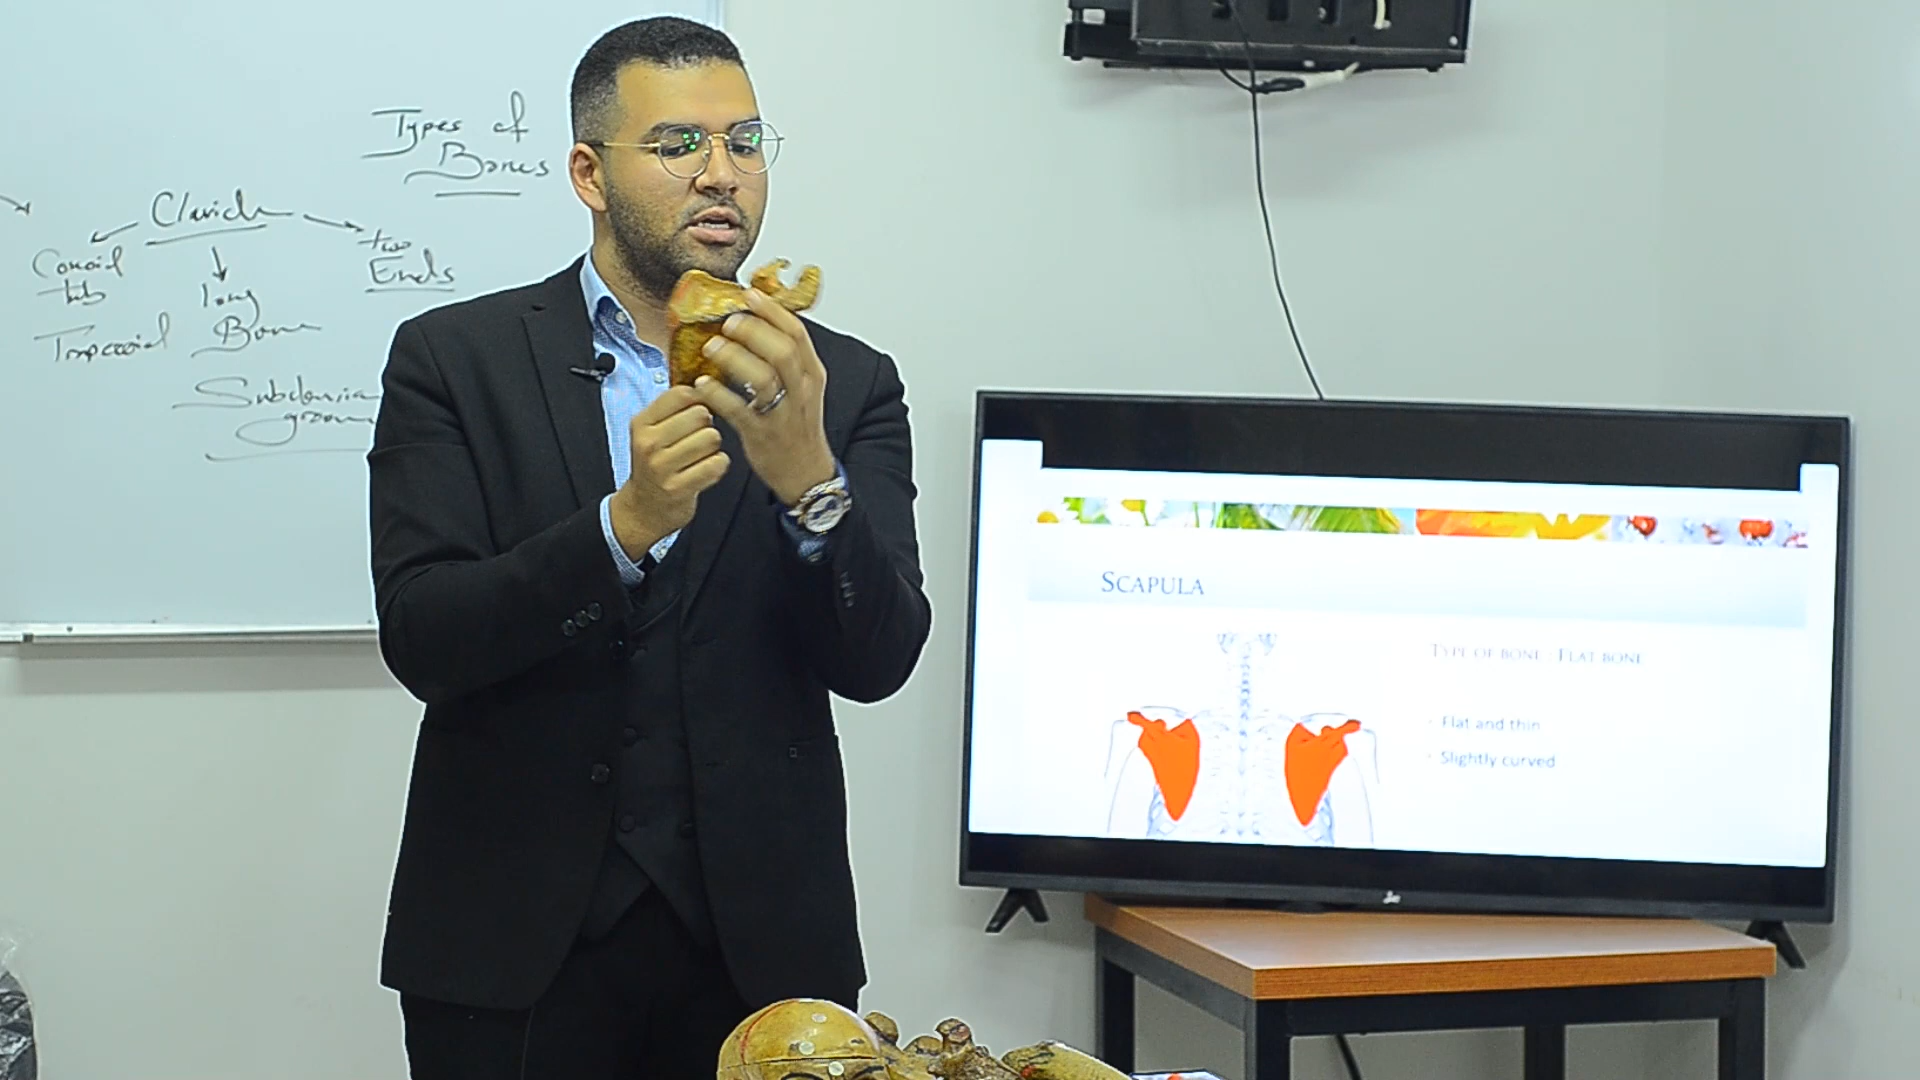 Types of
Bones
Clavicle
Conoid
tub
Trapezoid
long
Bone
two
Ends
Subclavian
groove
SCAPULA
TYPE OF BONE : FLAT BONE
• Flat and thin
• Slightly curved